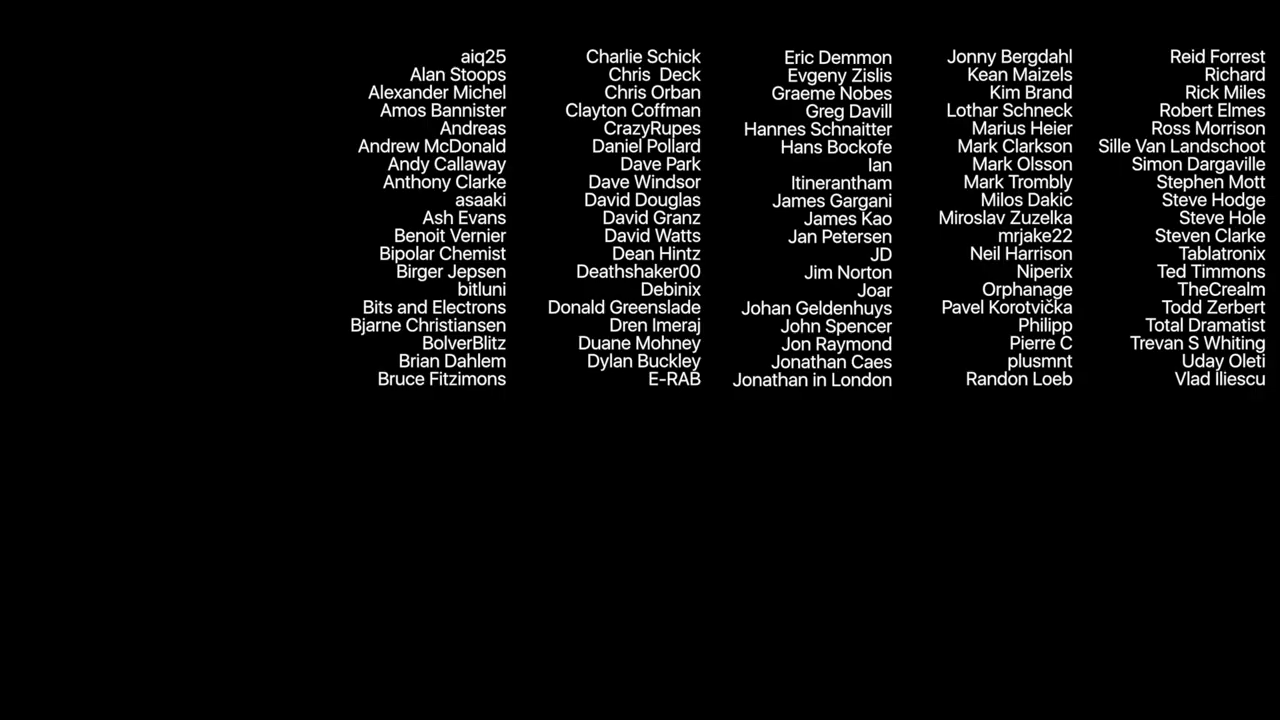 aiq25
Alan Stoops
Alexander Michel
Amos Bannister
Andreas
Andrew McDonald
Andy Callaway
Anthony Clarke
asaaki
Ash Evans
Benoit Vernier
Bipolar Chemist
Birger Jepsen
bitluni
Bits and Electrons
Bjarne Christiansen
BolverBlitz
Brian Dahlem
Bruce Fitzimons
Charlie Schick
Chris  Deck
Chris Orban
Clayton Coffman
CrazyRupes
Daniel Pollard
Dave Park
Dave Windsor
David Douglas
David Granz
David Watts
Dean Hintz
Deathshaker00
Debinix
Donald Greenslade
Dren Imeraj
Duane Mohney
Dylan Buckley
E-RAB
Eric Demmon
Evgeny Zislis
Graeme Nobes
Greg Davill
Hannes Schnaitter
Hans Bockofe
Ian
Itinerantham
James Gargani
James Kao
Jan Petersen
JD
Jim Norton
Joar
Johan Geldenhuys
John Spencer
Jon Raymond
Jonathan Caes
Jonathan in London
Jonny Bergdahl
Kean Maizels
Kim Brand
Lothar Schneck
Marius Heier
Mark Clarkson
Mark Olsson
Mark Trombly
Milos Dakic
Miroslav Zuzelka
mrjake22
Neil Harrison
Niperix
Orphanage
Pavel Korotvička
Philipp
Pierre C
plusmnt
Randon Loeb
Reid Forrest
Richard
Rick Miles
Robert Elmes
Ross Morrison
Sille Van Landschoot
Simon Dargaville
Stephen Mott
Steve Hodge
Steve Hole
Steven Clarke
Tablatronix
Ted Timmons
TheCrealm
Todd Zerbert
Total Dramatist
Trevan S Whiting
Uday Oleti
Vlad Iliescu